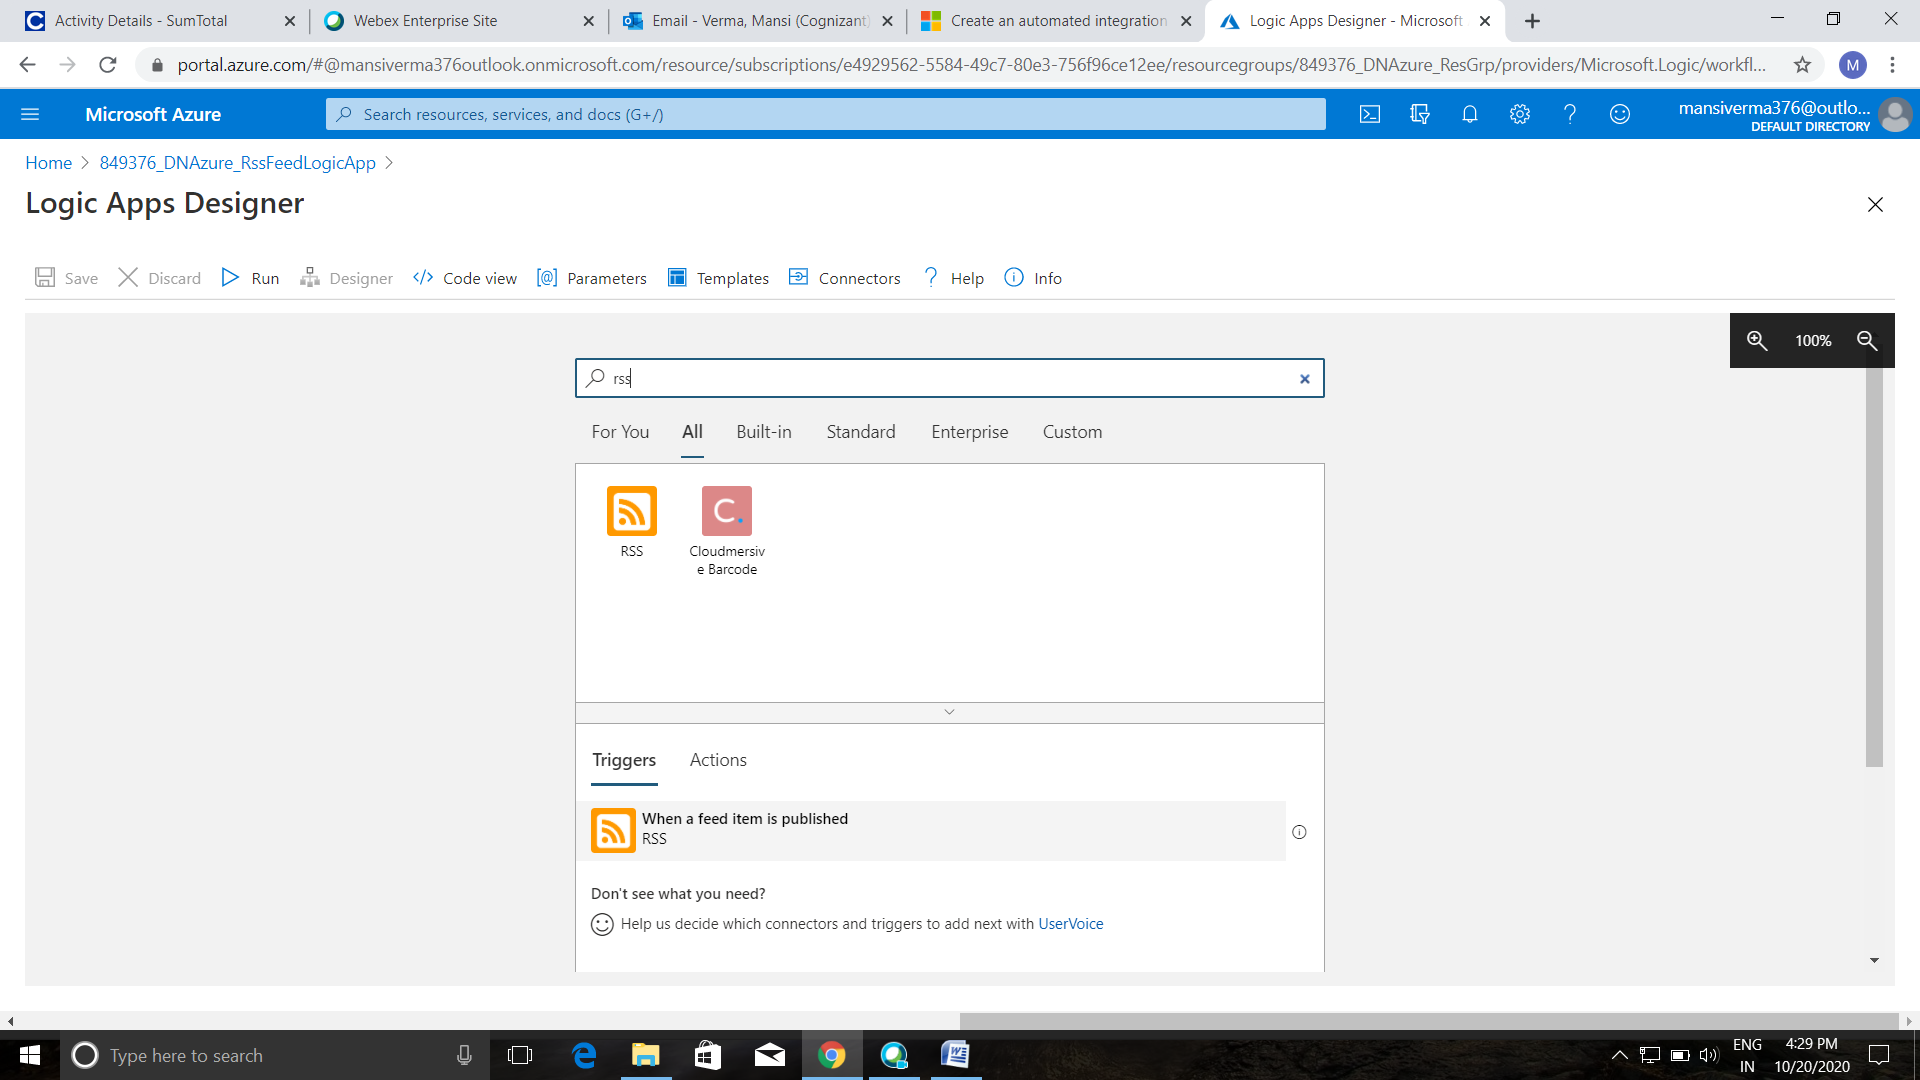 Activity Details - SumTotal
Webex Enterprise Site
Email - Verma, Mansi (Cognizant)
Create an automated integration
Logic Apps Designer - Microsoft
portal.azure.com/#@mansiverma376outlook.onmicrosoft.com/resource/subscriptions/e4929562-5584-49c7-80e3-756f96ce12ee/resourcegroups/849376_DNAzure_ResGrp/providers/Microsoft.Logic/workfl...
M
Microsoft Azure
Search resources, services, and docs (G+/)
mansiverma376@outlo...
DEFAULT DIRECTORY
Home > 849376_DNAzure_RssFeedLogicApp >
Logic Apps Designer
Save
Discard
Run
Designer
Code view
Parameters
Templates
Connectors
Help
Info
100%
rss
For You
All
Built-in
Standard
Enterprise
Custom
C.
RSS
Cloudmersiv
e Barcode
Triggers
Actions
When a feed item is published
RSS
Don't see what you need?
Help us decide which connectors and triggers to add next with UserVoice
Type here to search
ENG
IN
4:29 PM
10/20/2020